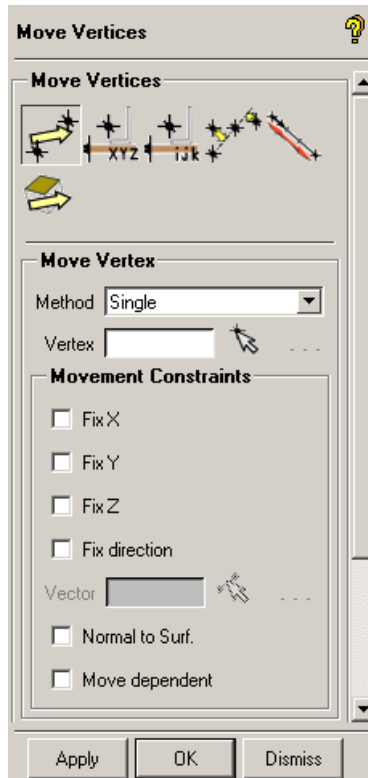 Move Vertices
Move Vertices
XYZ
ijk
Move Vertex
Method Single
Vertex
Movement Constraints
Fix X
Fix Y
Fix Z
Fix direction
Vector
Normal to Surf.
Move dependent
Apply OK Dismiss